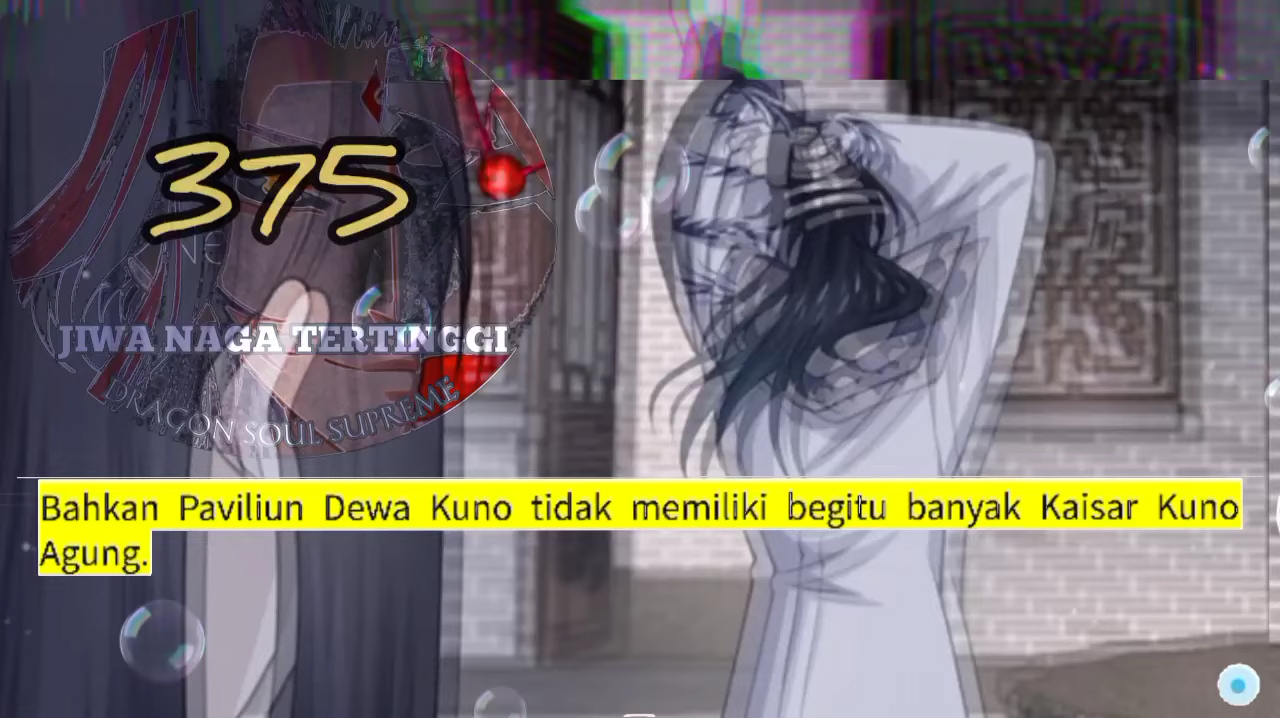 375
JIWA NAGA TERTINGGI
DRAGON SOUL SUPREME
Bahkan Paviliun Dewa Kuno tidak memiliki begitu banyak Kaisar Kuno
Agung.